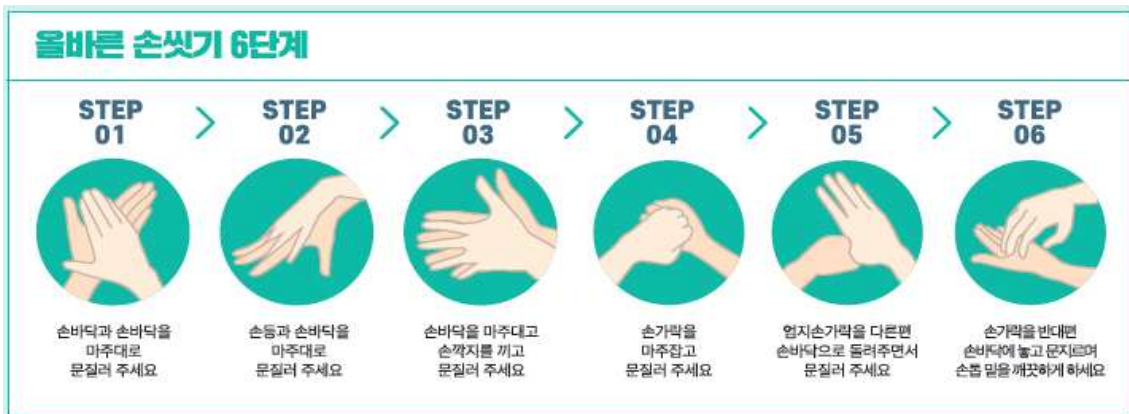 올바른 손씻기 6단계
STEP
01
STEP
02
STEP
03
STEP
04
STEP
05
STEP
06
손바닥과 손바닥을
마주대로
문질러 주세요
손등과 손바닥을
마주대로
문질러 주세요
손바닥을 마주대고
손깍지를 끼고
문질러 주세요
손가락을
마주잡고
문질러 주세요
엄지손가락을 다른편
손바닥으로 돌려주면서
문질러 주세요
손가락을 반대편
손바닥에 놓고 문지르며
손톱 밑을 깨끗하게 하세요